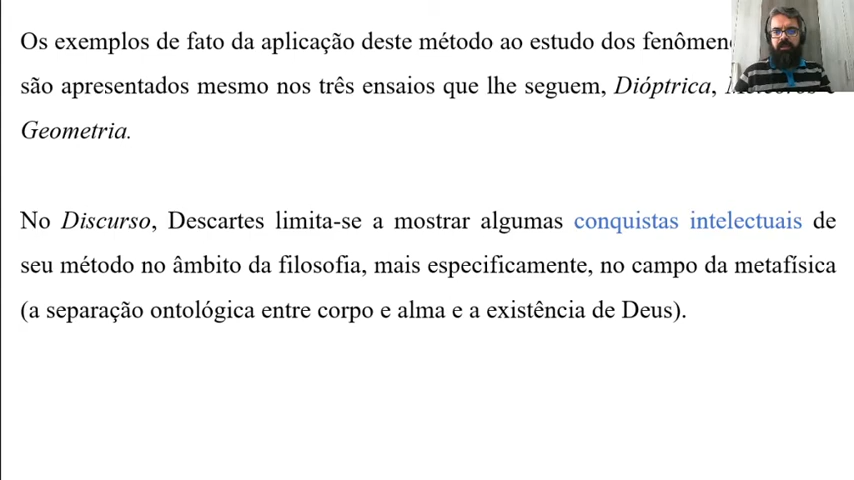 Os exemplos de fato da aplicação deste método ao estudo dos
são apresentados mesmo nos três ensaios que lhe seguem, Dióptrica,
Geometria.
No Discurso, Descartes limita-se a mostrar algumas conquistas intelectuais de
seu método no âmbito da filosofia, mais especificamente, no campo da metafísica
(a separação ontológica entre corpo e alma e a existência de Deus).